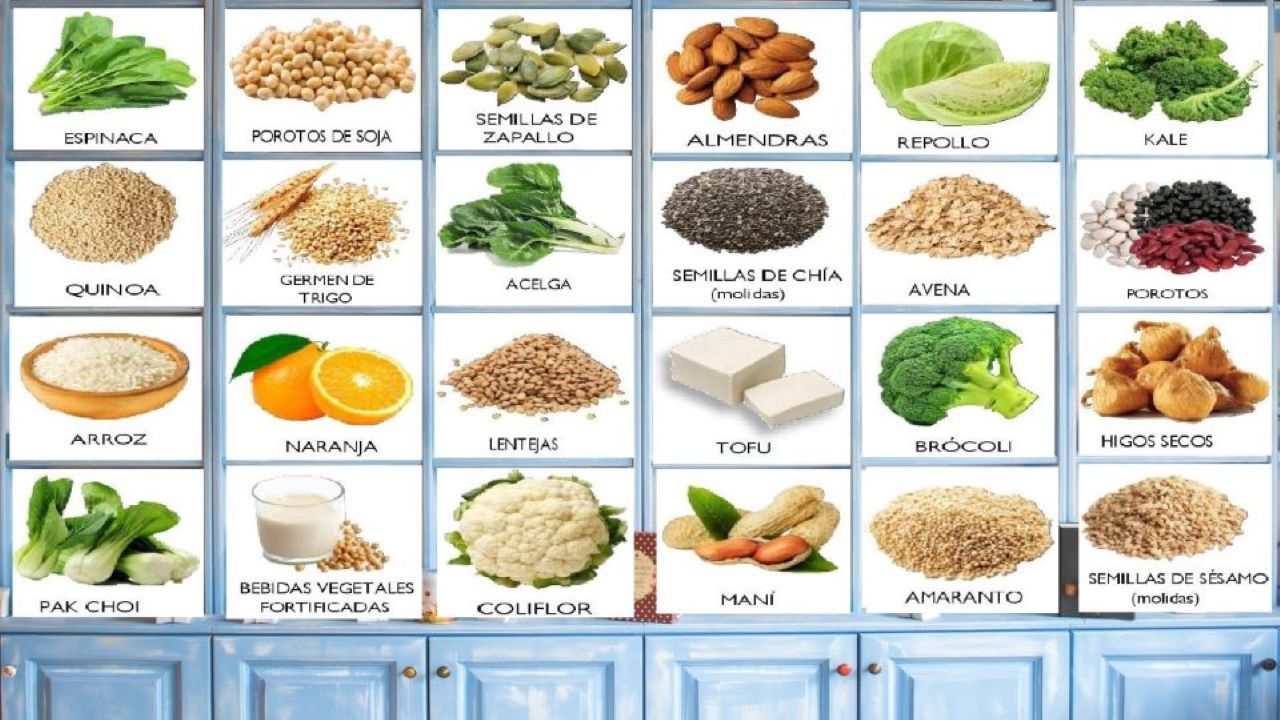 ESPINACA
POROTOS DE SOJA
SEMILLAS DE
ZAPALLO
ALMENDRAS
REPOLLO
KALE
QUINOA
GERMEN DE
TRIGO
ACELGA
SEMILLAS DE CHÍA
(molidas)
AVENA
POROTOS
ARROZ
NARANJA
LENTEJAS
TOFU
BRÓCOLI
HIGOS SECOS
PAK CHOI
BEBIDAS VEGETALES
FORTIFICADAS
COLIFLOR
MANÍ
AMARANTO
SEMILLAS DE SÉSAMO
(molidas)